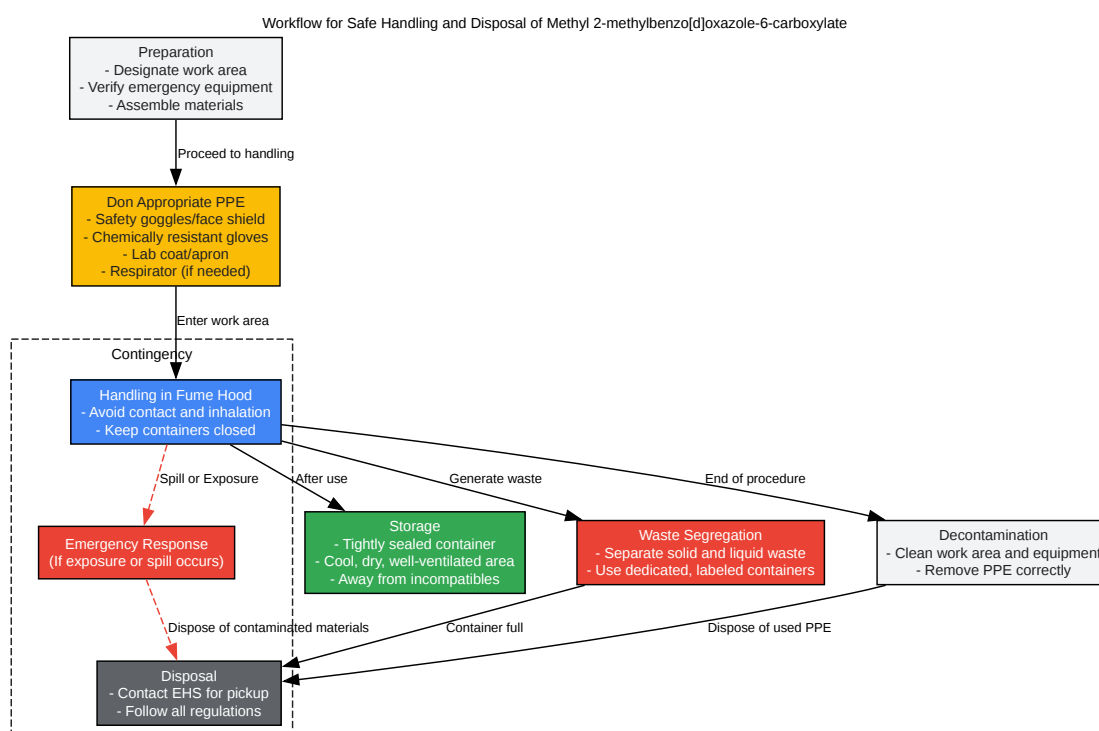 Workflow for Safe Handling and Disposal of Methyl 2-methylbenzo[d]oxazole-6-carboxylate
Preparation
- Designate work area
- Verify emergency equipment
- Assemble materials
Proceed to handling
Don Appropriate PPE
- Safety goggles/face shield
- Chemically resistant gloves
- Lab coat/apron
- Respirator (if needed)
Enter work area
Contingency
Handling in Fume Hood
- Avoid contact and inhalation
- Keep containers closed
Spill or Exposure
After use
Generate waste
End of procedure
Emergency Response
(If exposure or spill occurs)
Storage
- Tightly sealed container
- Cool, dry, well-ventilated area
- Away from incompatibles
Waste Segregation
- Separate solid and liquid waste
- Use dedicated, labeled containers
Decontamination
- Clean work area and equipment
- Remove PPE correctly
Dispose of contaminated materials
Container full
Dispose of used PPE
Disposal
- Contact EHS for pickup
- Follow all regulations